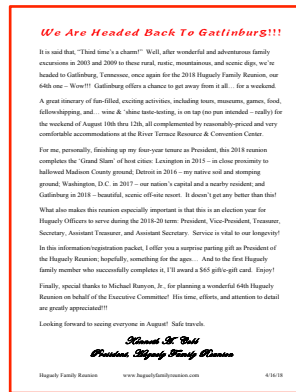 We Are Headed Back To Gatlinburg!!!
It is said that, "Third time's a charm!" Well, after wonderful and adventurous family
excursions in 2003 and 2009 to these rural, rustic, mountainous, and scenic digs, we're
headed to Gatlinburg, Tennessee, once again for the 2018 Huguely Family Reunion, our
64th one – Wow!!! Gatlinburg offers a chance to get away from it all… for a weekend.
A great itinerary of fun-filled, exciting activities, including tours, museums, games, food,
fellowshipping, and… wine & 'shine taste-testing, is on tap (no pun intended – really) for
the weekend of August 10th thru 12th, all complemented by reasonably-priced and very
comfortable accommodations at the River Terrace Resource & Convention Center.
For me, personally, finishing up my four-year tenure as President, this 2018 reunion
completes the 'Grand Slam' of host cities: Lexington in 2015 – in close proximity to
hallowed Madison County ground; Detroit in 2016 – my native soil and stomping
ground; Washington, D.C. in 2017 – our nation's capital and a nearby resident; and
Gatlinburg in 2018 – beautiful, scenic off-site resort. It doesn't get any better than this!
What also makes this reunion especially important is that this is an election year for
Huguely Officers to serve during the 2018-20 term: President, Vice-President, Treasurer,
Secretary, Assistant Treasurer, and Assistant Secretary. Service is vital to our longevity!
In this information/registration packet, I offer you a surprise parting gift as President of
the Huguely Reunion; hopefully, something for the ages… And to the first Huguely
family member who successfully completes it, I'll award a $65 gift/e-gift card. Enjoy!
Finally, special thanks to Michael Runyon, Jr., for planning a wonderful 64th Huguely
Reunion on behalf of the Executive Committee! His time, efforts, and attention to detail
are greatly appreciated!!!
Looking forward to seeing everyone in August! Safe travels.
Kenneth H. Cobb
President, Huguely Family Reunion
Huguely Family Reunion www.huguelyfamilyreunion.com 4/16/18